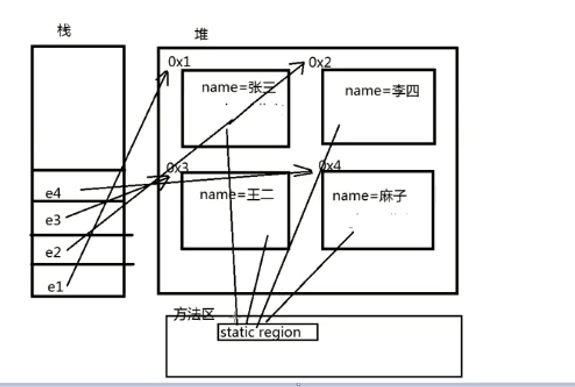 栈
堆
0x1
0x2
name=张三
name=李四
0x3
0x4
e4
name=王二
name=麻子
e3
e2
e1
方法区
static region